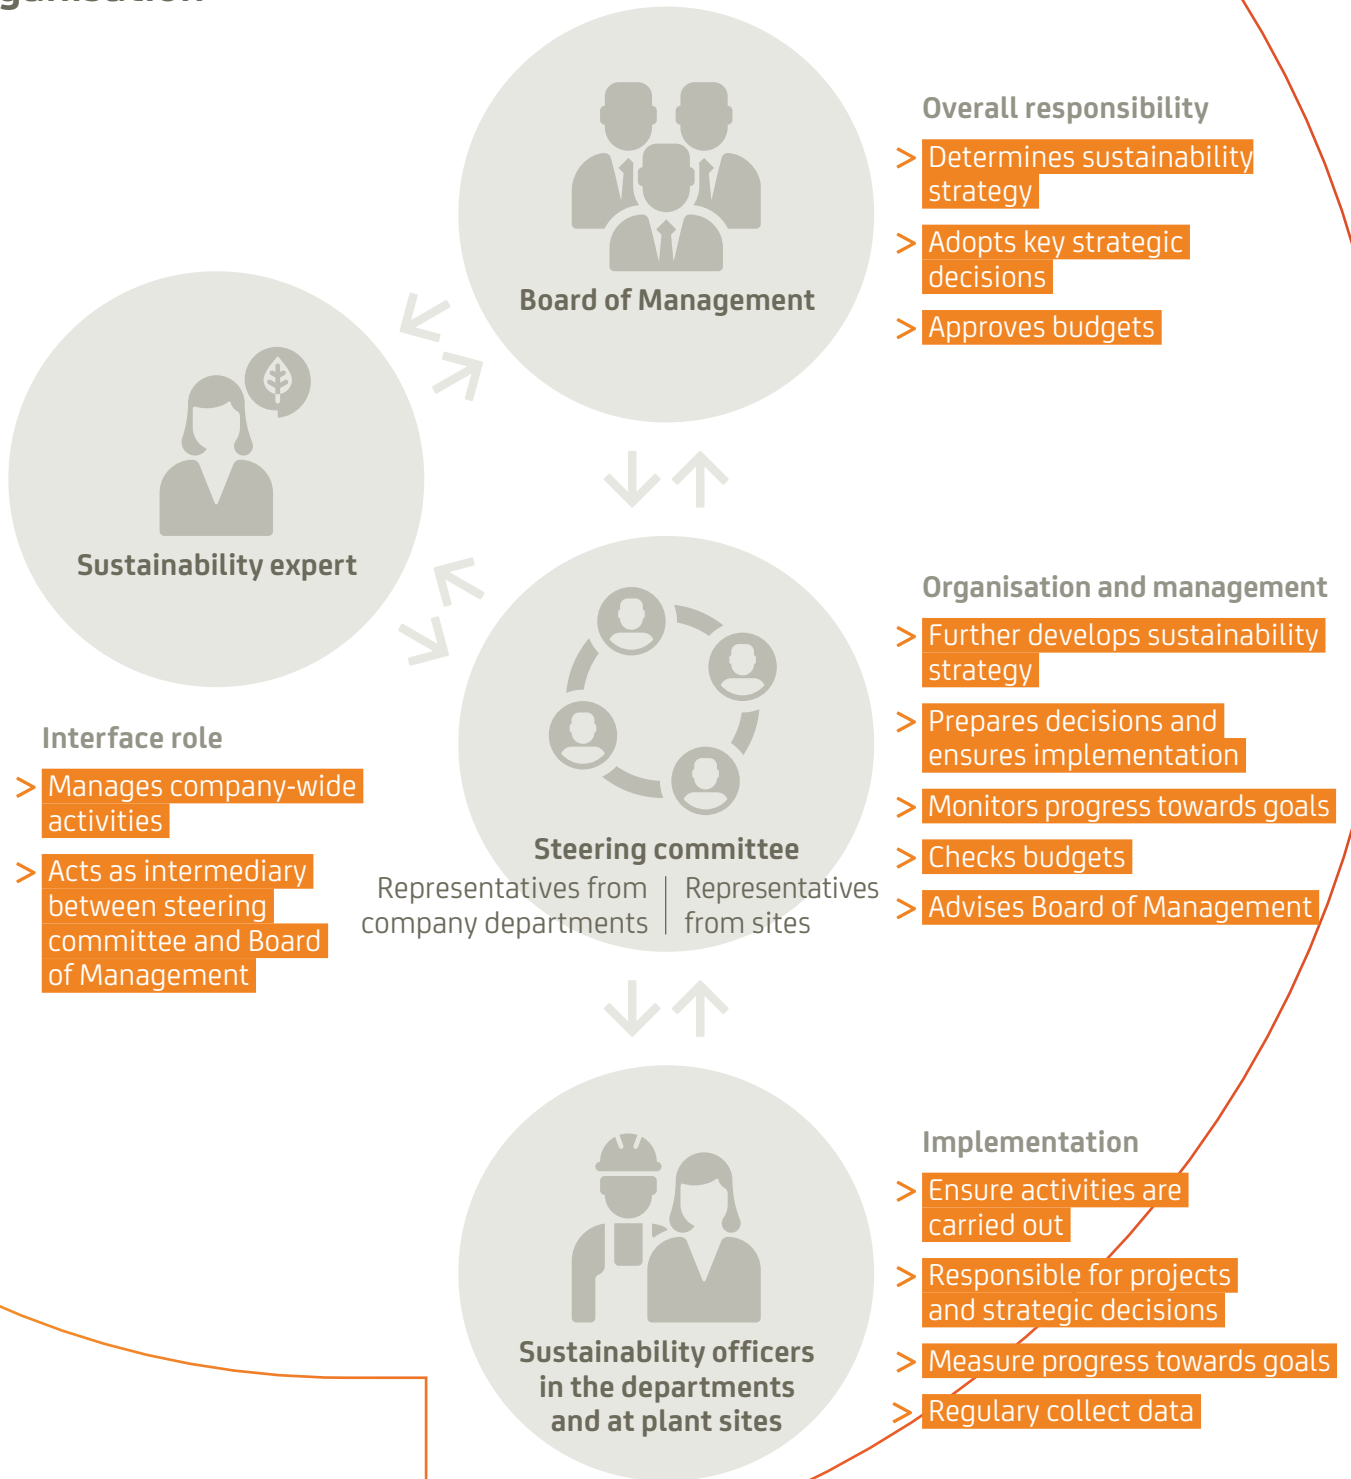 Overall responsibility
> Determines sustainability
strategy
> Adopts key strategic
decisions
> Approves budgets
Board of Management
Sustainability expert
Interface role
> Manages company-wide
activities
> Acts as intermediary
between steering
committee and Board
of Management
Organisation and management
> Further develops sustainability
strategy
> Prepares decisions and
ensures implementation
> Monitors progress towards goals
> Checks budgets
> Advises Board of Management
Steering committee
Representatives from
company departments
Representatives
from sites
Implementation
> Ensure activities are
carried out
> Responsible for projects
and strategic decisions
> Measure progress towards goals
> Regulary collect data
Sustainability officers
in the departments
and at plant sites